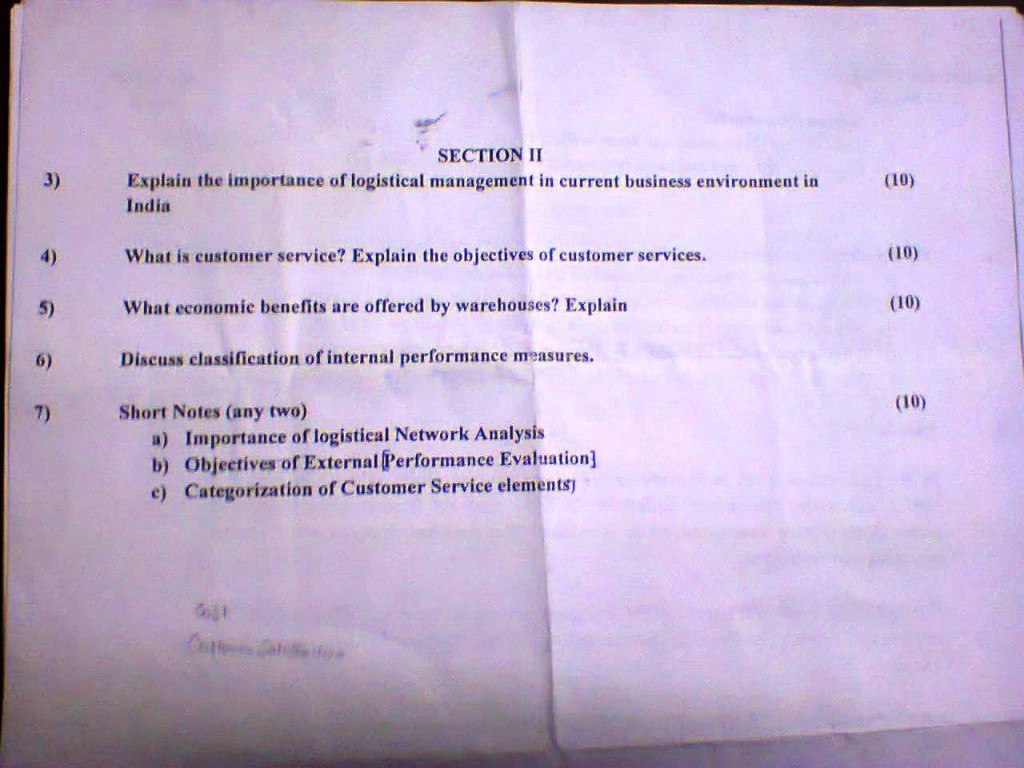 SECTION II
3) Explain the importance of logistical management in current business environment in (10)
India
4) What is customer service? Explain the objectives of customer services. (10)
5) What economic benefits are offered by warehouses? Explain (10)
6) Discuss classification of internal performance measures.
7) Short Notes (any two) (10)
a) Importance of logistical Network Analysis
b) Objectives of External [Performance Evaluation]
c) Categorization of Customer Service elements]
Cost
Customer Satisfaction